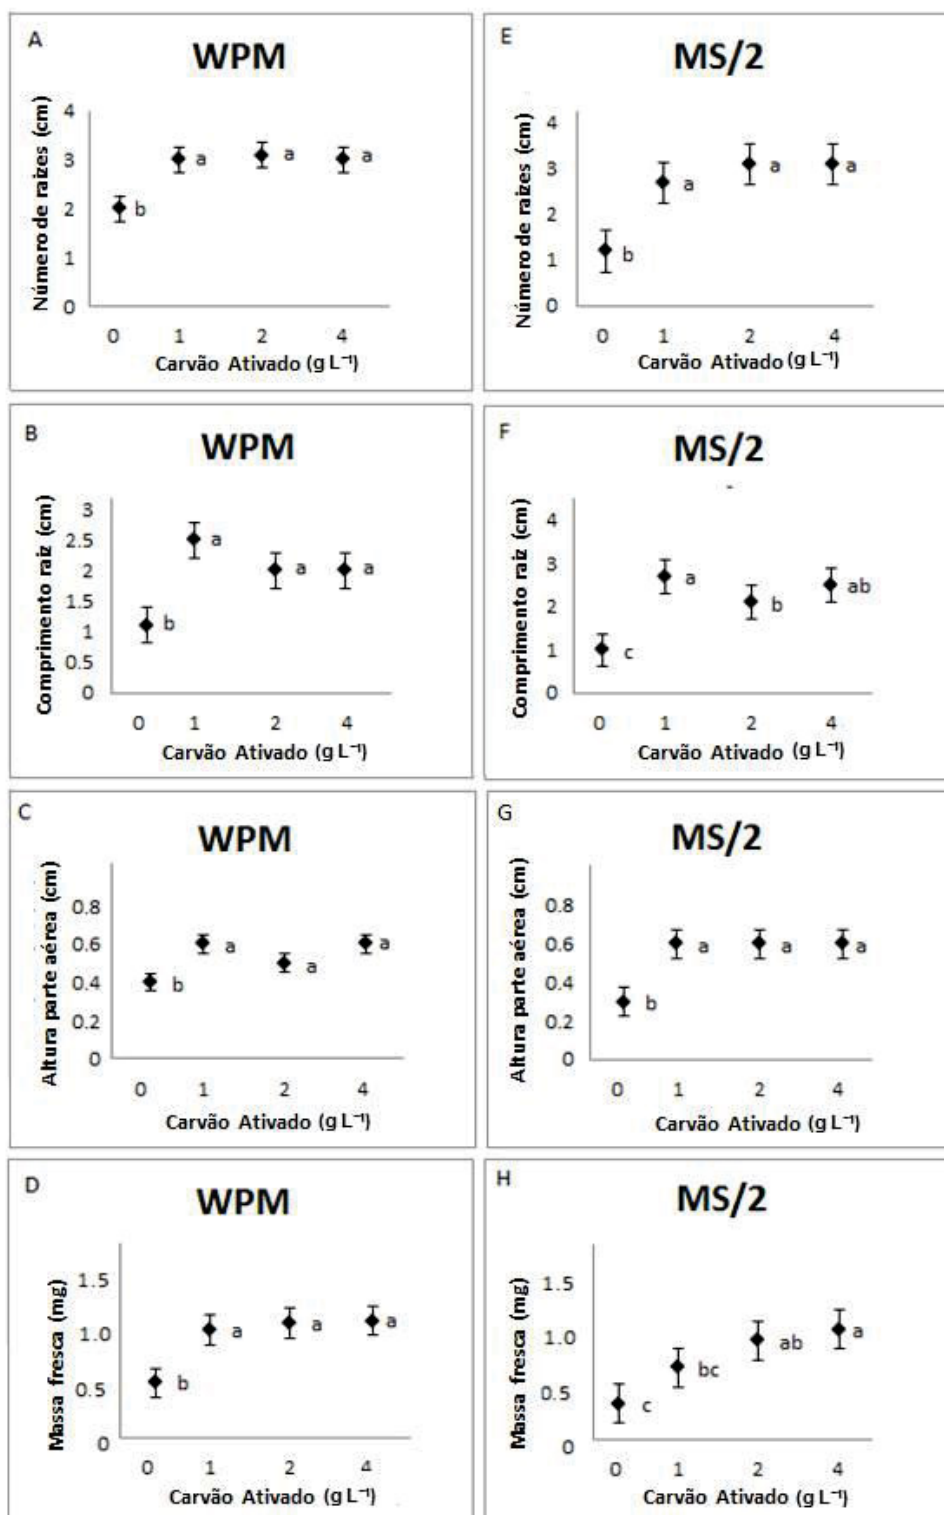 A
WPM
Número de raizes (cm)
4
3
2
1
0
a
a
a
b
0 1 2 4
Carvão Ativado (g L⁻¹)
E
MS/2
Número de raizes (cm)
4
3
2
1
0
a
a
a
b
0 1 2 4
Carvão Ativado (g L⁻¹)
B
WPM
Comprimento raiz (cm)
3
2.5
2
1.5
1
0.5
0
a
a
a
b
0 1 2 4
Carvão Ativado (g L⁻¹)
F
MS/2
Comprimento raiz (cm)
4
3
2
1
0
a
b
ab
c
0 1 2 4
Carvão Ativado (g L⁻¹)
C
WPM
Altura parte aérea (cm)
0.8
0.6
0.4
0.2
0
a
a
a
b
0 1 2 4
Carvão Ativado (g L⁻¹)
G
MS/2
Altura parte aérea (cm)
0.8
0.6
0.4
0.2
0
a
a
a
b
0 1 2 4
Carvão Ativado (g L⁻¹)
D
WPM
Massa fresca (mg)
1.5
1.0
0.5
0
a
a
a
b
0 1 2 4
Carvão Ativado (g L⁻¹)
H
MS/2
Massa fresca (mg)
1.5
1.0
0.5
0
a
ab
bc
c
0 1 2 4
Carvão Ativado (g L⁻¹)